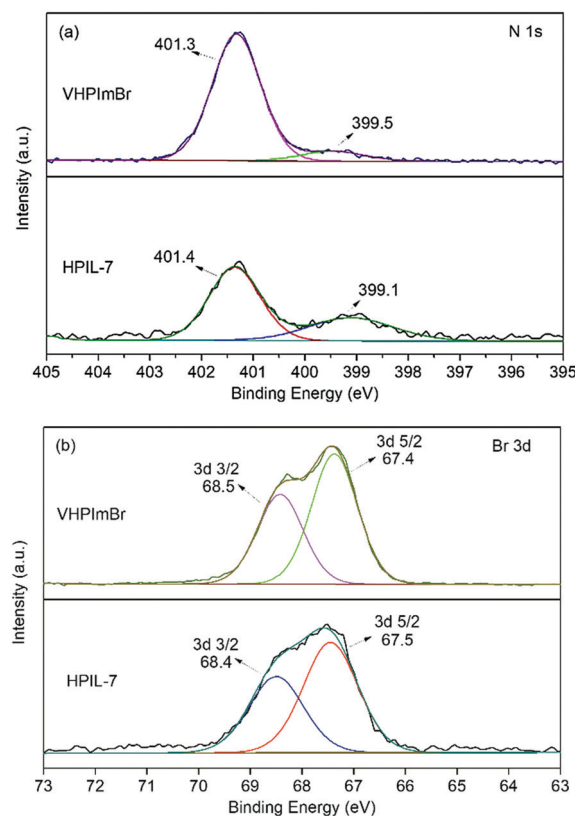 (a)
N 1s
401.3
VHPImBr
399.5
401.4
HPIL-7
399.1
Intensity (a.u.)
405 404 403 402 401 400 399 398 397 396 395
Binding Energy (eV)
(b)
Br 3d
3d 5/2
67.4
3d 3/2
68.5
VHPImBr
3d 5/2
67.5
3d 3/2
68.4
HPIL-7
Intensity (a.u.)
73 72 71 70 69 68 67 66 65 64 63
Binding Energy (eV)